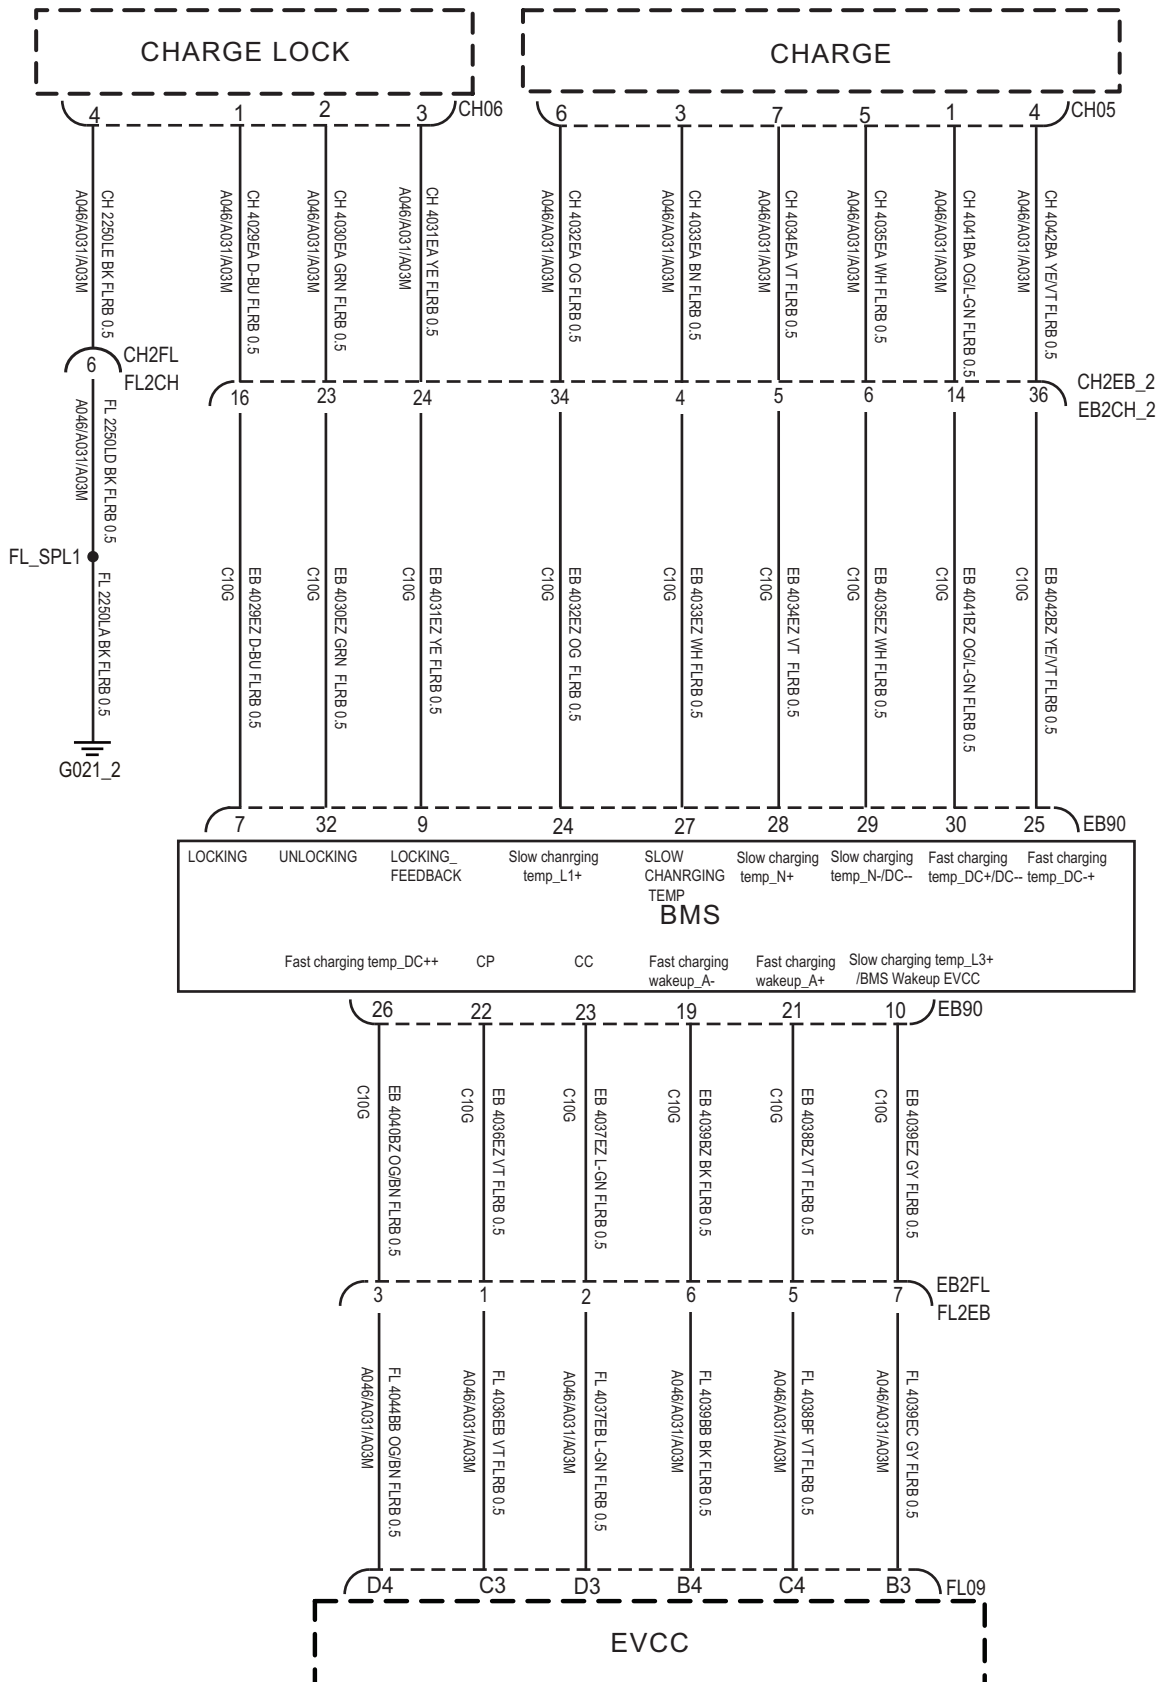 CHARGE LOCK
CHARGE
4 1 2 3 CH06
6 3 7 5 1 4 CH05
CH 2250LE BK FLRB 0.5
A046/A031/A03M
CH 4029EA D-BU FLRB 0.5
A046/A031/A03M
CH 4030EA GRN FLRB 0.5
A046/A031/A03M
CH 4031EA YE FLRB 0.5
A046/A031/A03M
CH 4032EA OG FLRB 0.5
A046/A031/A03M
CH 4033EA BN FLRB 0.5
A046/A031/A03M
CH 4034EA VT FLRB 0.5
A046/A031/A03M
CH 4035EA WH FLRB 0.5
A046/A031/A03M
CH 4041BA OG/L-GN FLRB 0.5
A046/A031/A03M
CH 4042BA YE/VT FLRB 0.5
A046/A031/A03M
6 CH2FL
FL2CH
16 23 24 34 4 5 6 14 36
CH2EB_2
EB2CH_2
FL 2250LD BK FLRB 0.5
A046/A031/A03M
FL_SPL1
FL 2250LA BK FLRB 0.5
G021_2
EB 4029EZ D-BU FLRB 0.5
C10G
EB 4030EZ GRN FLRB 0.5
C10G
EB 4031EZ YE FLRB 0.5
C10G
EB 4032EZ OG FLRB 0.5
C10G
EB 4033EZ WH FLRB 0.5
C10G
EB 4034EZ VT FLRB 0.5
C10G
EB 4035EZ WH FLRB 0.5
C10G
EB 4041BZ OG/L-GN FLRB 0.5
C10G
EB 4042BZ YE/VT FLRB 0.5
C10G
7 32 9 24 27 28 29 30 25 EB90
LOCKING
UNLOCKING
LOCKING_
FEEDBACK
Slow chanrging
temp_L1+
SLOW
CHANRGING
TEMP
Slow charging
temp_N+
Slow charging
temp_N-/DC--
Fast charging
temp_DC+/DC--
Fast charging
temp_DC-+
BMS
Fast charging temp_DC++
CP
CC
Fast charging
wakeup_A-
Fast charging
wakeup_A+
Slow charging temp_L3+
/BMS Wakeup EVCC
26 22 23 19 21 10 EB90
EB 4040BZ OG/BN FLRB 0.5
C10G
EB 4036EZ VT FLRB 0.5
C10G
EB 4037EZ L-GN FLRB 0.5
C10G
EB 4039BZ BK FLRB 0.5
C10G
EB 4038BZ VT FLRB 0.5
C10G
EB 4039EZ GY FLRB 0.5
C10G
3 1 2 6 5 7
EB2FL
FL2EB
FL 4044BB OG/BN FLRB 0.5
A046/A031/A03M
FL 4036EB VT FLRB 0.5
A046/A031/A03M
FL 4037EB L-GN FLRB 0.5
A046/A031/A03M
FL 4039BB BK FLRB 0.5
A046/A031/A03M
FL 4038BF VT FLRB 0.5
A046/A031/A03M
FL 4039EC GY FLRB 0.5
A046/A031/A03M
D4 C3 D3 B4 C4 B3 FL09
EVCC